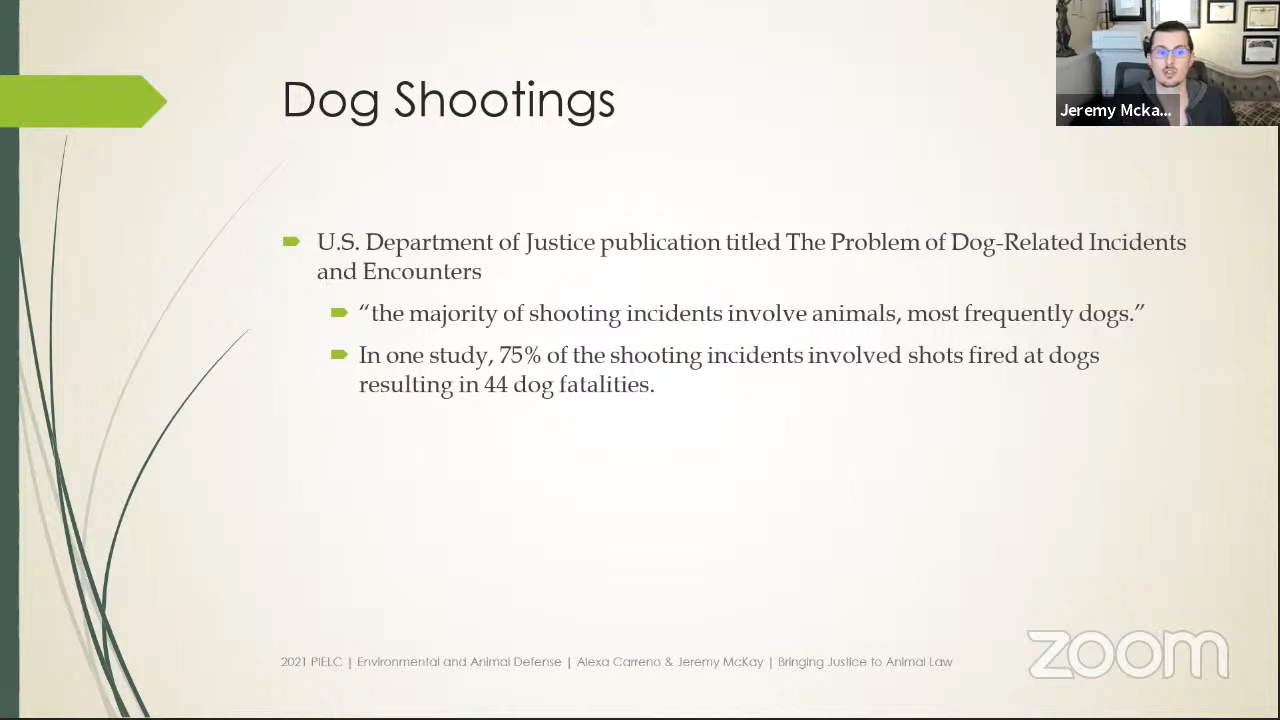 Dog Shootings
Jeremy Mcka...
U.S. Department of Justice publication titled The Problem of Dog-Related Incidents
and Encounters
“the majority of shooting incidents involve animals, most frequently dogs.”
In one study, 75% of the shooting incidents involved shots fired at dogs
resulting in 44 dog fatalities.
2021 PIELC | Environmental and Animal Defense | Alexa Carreno & Jeremy McKay | Bringing Justice to Animal Law
zoom